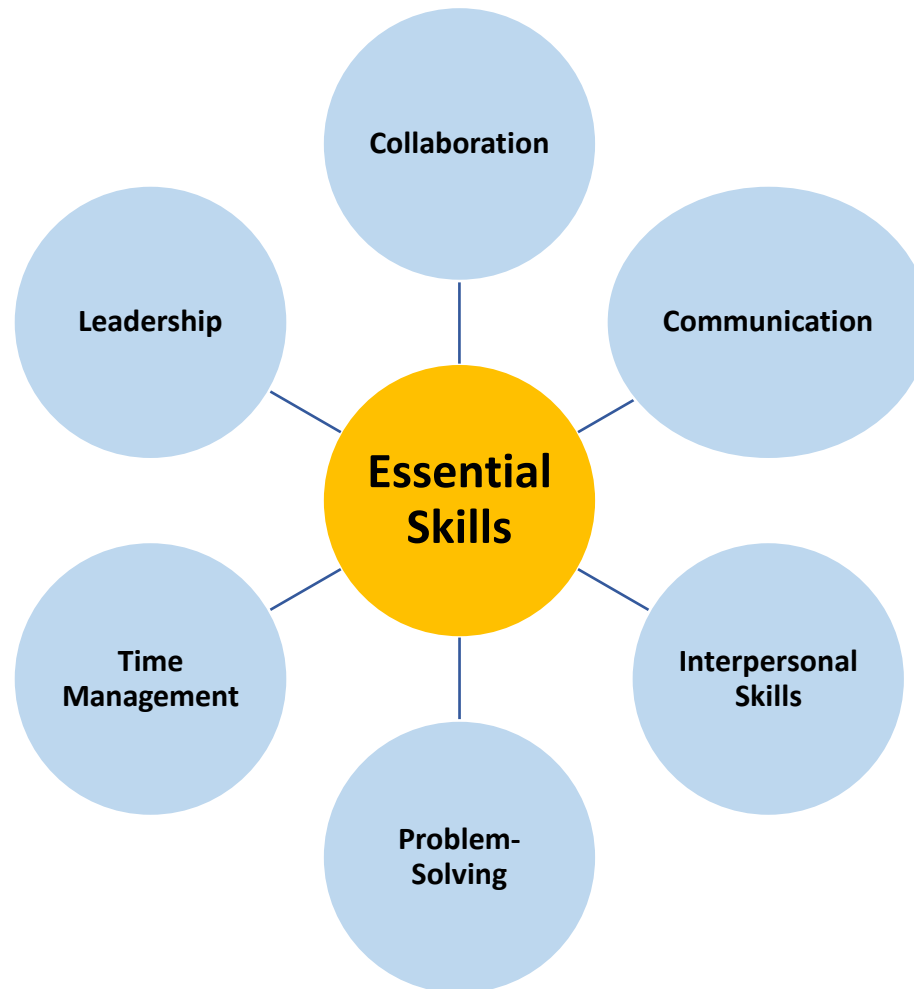 Collaboration
Leadership
Communication
Essential
Skills
Time
Management
Interpersonal
Skills
Problem-
Solving